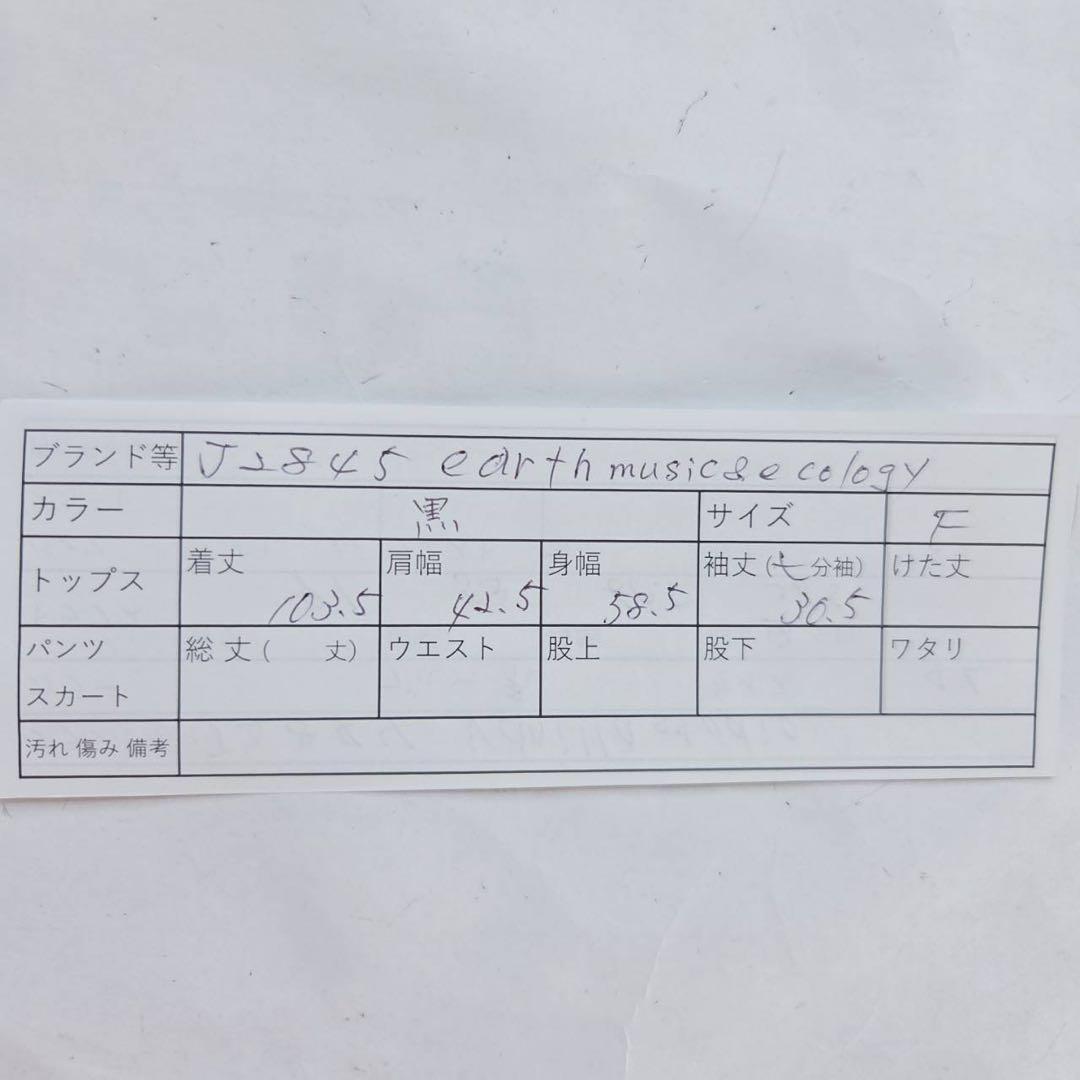 ブランド等 J2845 earth music&ecology
カラー 黒 サイズ F
トップス 着丈 103.5 肩幅 42.5 身幅 58.5 袖丈(七分袖) 30.5 けた丈
パンツ スカート 総丈( 丈) ウエスト 股上 股下 ワタリ
汚れ 傷み 備考